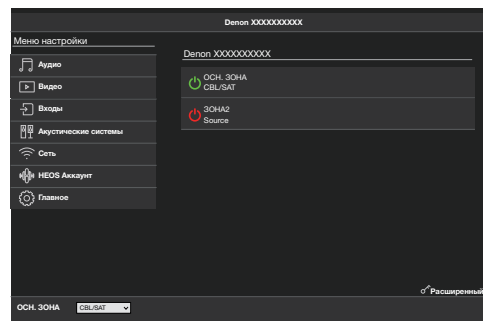 Denon XXXXXXXXXX
Меню настройки
Аудио
Видео
Входы
Акустические системы
Сеть
HEOS Аккаунт
Главное
Denon XXXXXXXXXX
ОСН. ЗОНА
CBL/SAT
ЗОНА2
Source
Расширенный
ОСН. ЗОНА CBL/SAT